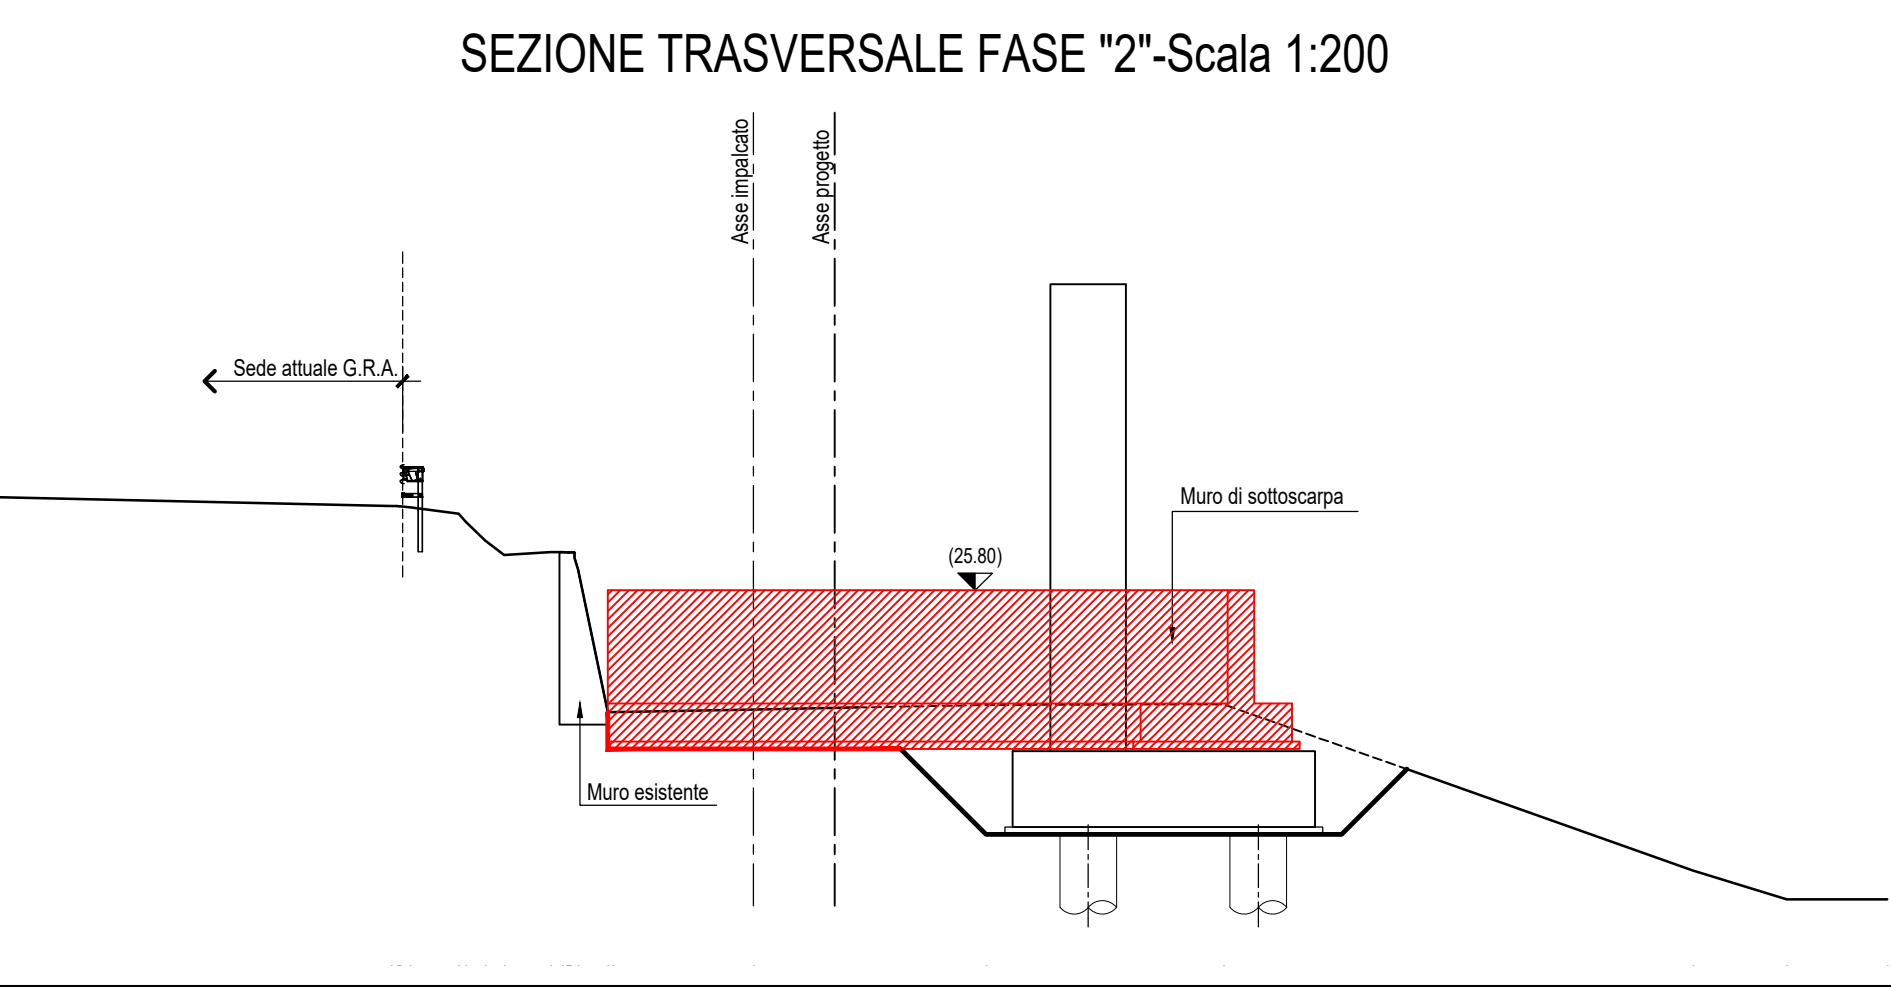 SEZIONE TRASVERSALE FASE "2"-Scala 1:200
Asse impalcato
Asse progetto
Sede attuale G.R.A.
Muro di sottoscarpa
(25.80)
Muro esistente